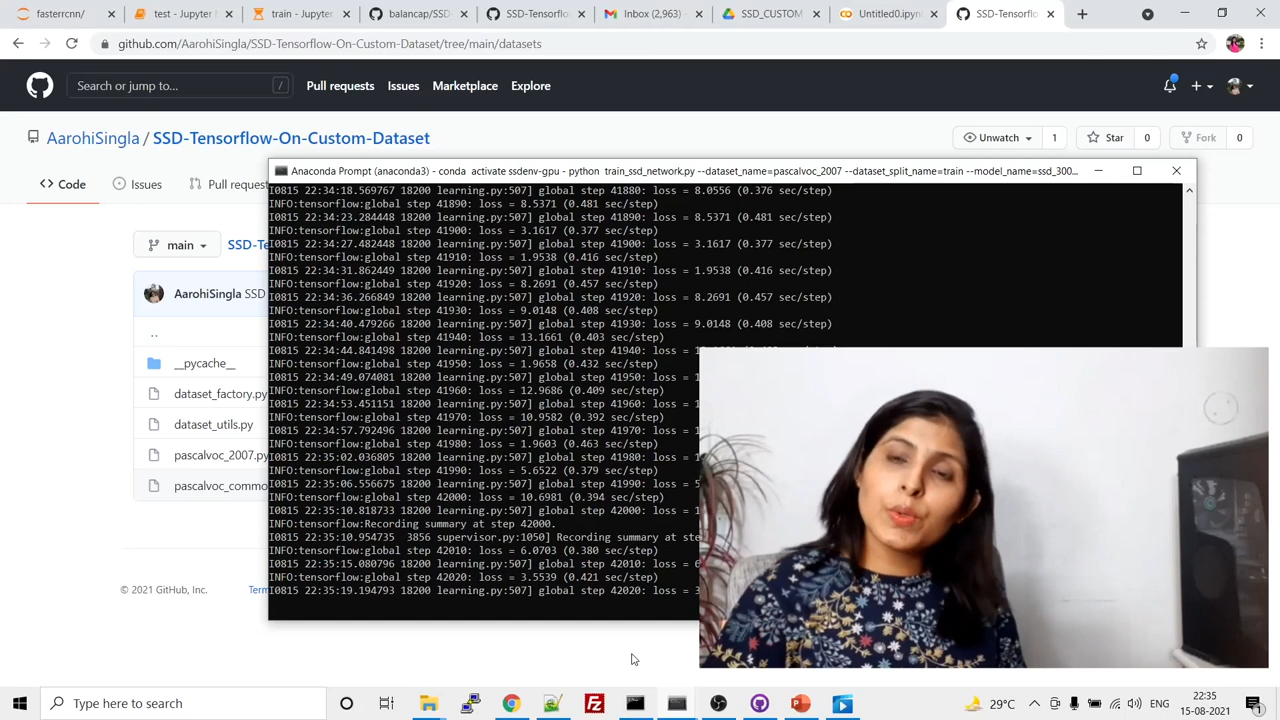 fasterrcnn/
test - Jupyter N
train - Jupyter
balancap/SSD-
SSD-Tensorflow
Inbox (2,963)
SSD_CUSTOM
Untitled0.ipynb
SSD-Tensorflo
github.com/AarohiSingla/SSD-Tensorflow-On-Custom-Dataset/tree/main/datasets
Search or jump to...
/
Pull requests
Issues
Marketplace
Explore
AarohiSingla / SSD-Tensorflow-On-Custom-Dataset
Unwatch
1
Star
0
Fork
0
Code
Issues
Pull reques
Anaconda Prompt (anaconda3) - conda activate ssdenv-gpu - python train_ssd_network.py --dataset_name=pascalvoc_2007 --dataset_split_name=train --model_name=ssd_300...
I0815 22:34:18.569767 18200 learning.py:507] global step 41880: loss = 8.0556 (0.376 sec/step)
INFO:tensorflow:global step 41890: loss = 8.5371 (0.481 sec/step)
I0815 22:34:23.284448 18200 learning.py:507] global step 41890: loss = 8.5371 (0.481 sec/step)
INFO:tensorflow:global step 41900: loss = 3.1617 (0.377 sec/step)
I0815 22:34:27.482448 18200 learning.py:507] global step 41900: loss = 3.1617 (0.377 sec/step)
INFO:tensorflow:global step 41910: loss = 1.9538 (0.416 sec/step)
I0815 22:34:31.862449 18200 learning.py:507] global step 41910: loss = 1.9538 (0.416 sec/step)
INFO:tensorflow:global step 41920: loss = 8.2691 (0.457 sec/step)
I0815 22:34:36.266849 18200 learning.py:507] global step 41920: loss = 8.2691 (0.457 sec/step)
INFO:tensorflow:global step 41930: loss = 9.0148 (0.408 sec/step)
I0815 22:34:40.479266 18200 learning.py:507] global step 41930: loss = 9.0148 (0.408 sec/step)
INFO:tensorflow:global step 41940: loss = 13.1661 (0.403 sec/step)
I0815 22:34:44.841498 18200 learning.py:507] global step 41940: loss =
INFO:tensorflow:global step 41950: loss = 1.9658 (0.432 sec/step)
I0815 22:34:49.074081 18200 learning.py:507] global step 41950: loss = 1
INFO:tensorflow:global step 41960: loss = 12.9686 (0.409 sec/step)
I0815 22:34:53.451151 18200 learning.py:507] global step 41960: loss = 1
INFO:tensorflow:global step 41970: loss = 10.9582 (0.392 sec/step)
I0815 22:34:57.792496 18200 learning.py:507] global step 41970: loss = 1
INFO:tensorflow:global step 41980: loss = 1.9603 (0.463 sec/step)
I0815 22:35:02.036805 18200 learning.py:507] global step 41980: loss = 1
INFO:tensorflow:global step 41990: loss = 5.6522 (0.379 sec/step)
I0815 22:35:06.556675 18200 learning.py:507] global step 41990: loss = 5
INFO:tensorflow:global step 42000: loss = 10.6981 (0.394 sec/step)
I0815 22:35:10.818733 18200 learning.py:507] global step 42000: loss = 1
INFO:tensorflow:Recording summary at step 42000.
I0815 22:35:10.954735 3856 supervisor.py:1050] Recording summary at ste
INFO:tensorflow:global step 42010: loss = 6.0703 (0.380 sec/step)
I0815 22:35:15.080796 18200 learning.py:507] global step 42010: loss = 6
INFO:tensorflow:global step 42020: loss = 3.5539 (0.421 sec/step)
I0815 22:35:19.194793 18200 learning.py:507] global step 42020: loss = 3
main
SSD-Te
AarohiSingla SSD
..
__pycache__
dataset_factory.py
dataset_utils.py
pascalvoc_2007.py
pascalvoc_commo
© 2021 GitHub, Inc.
Term
Type here to search
29°C
ENG
22:35
15-08-2021
1